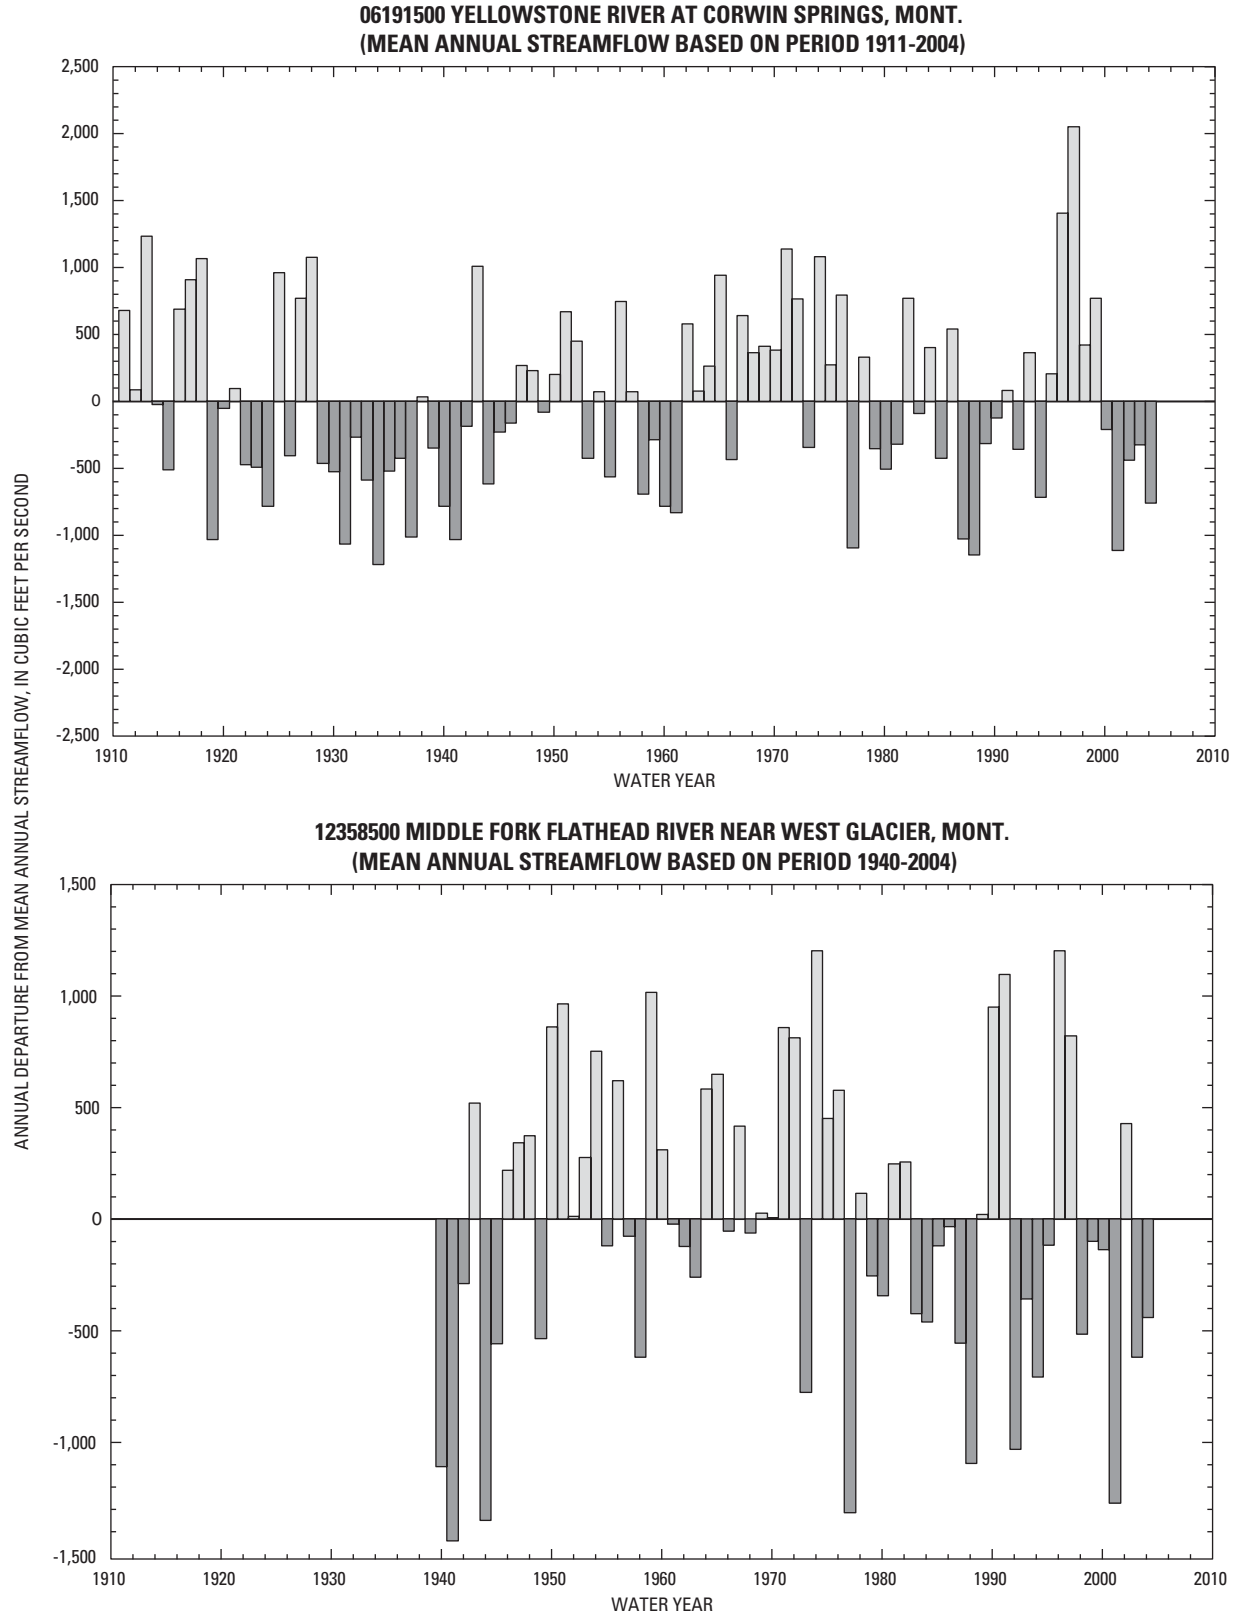 06191500 YELLOWSTONE RIVER AT CORWIN SPRINGS, MONT.
(MEAN ANNUAL STREAMFLOW BASED ON PERIOD 1911-2004)
2,500
2,000
1,500
1,000
500
0
-500
-1,000
-1,500
-2,000
-2,500
1910 1920 1930 1940 1950 1960 1970 1980 1990 2000 2010
WATER YEAR
ANNUAL DEPARTURE FROM MEAN ANNUAL STREAMFLOW, IN CUBIC FEET PER SECOND
12358500 MIDDLE FORK FLATHEAD RIVER NEAR WEST GLACIER, MONT.
(MEAN ANNUAL STREAMFLOW BASED ON PERIOD 1940-2004)
1,500
1,000
500
0
-500
-1,000
-1,500
1910 1920 1930 1940 1950 1960 1970 1980 1990 2000 2010
WATER YEAR